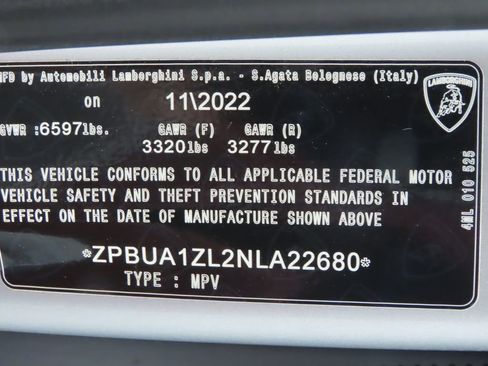 MFD by Automobili Lamborghini S.p.a. - S.Agata Bolognese (Italy)
on 11\2022
GVWR :6597lbs. GAWR (F) GAWR (R)
3320lbs 3277lbs
THIS VEHICLE CONFORMS TO ALL APPLICABLE FEDERAL MOTOR
VEHICLE SAFETY AND THEFT PREVENTION STANDARDS IN
EFFECT ON THE DATE OF MANUFACTURE SHOWN ABOVE
*ZPBUA1ZL2NLA22680*
TYPE : MPV
LAMBORGHINI
4ML 010 525